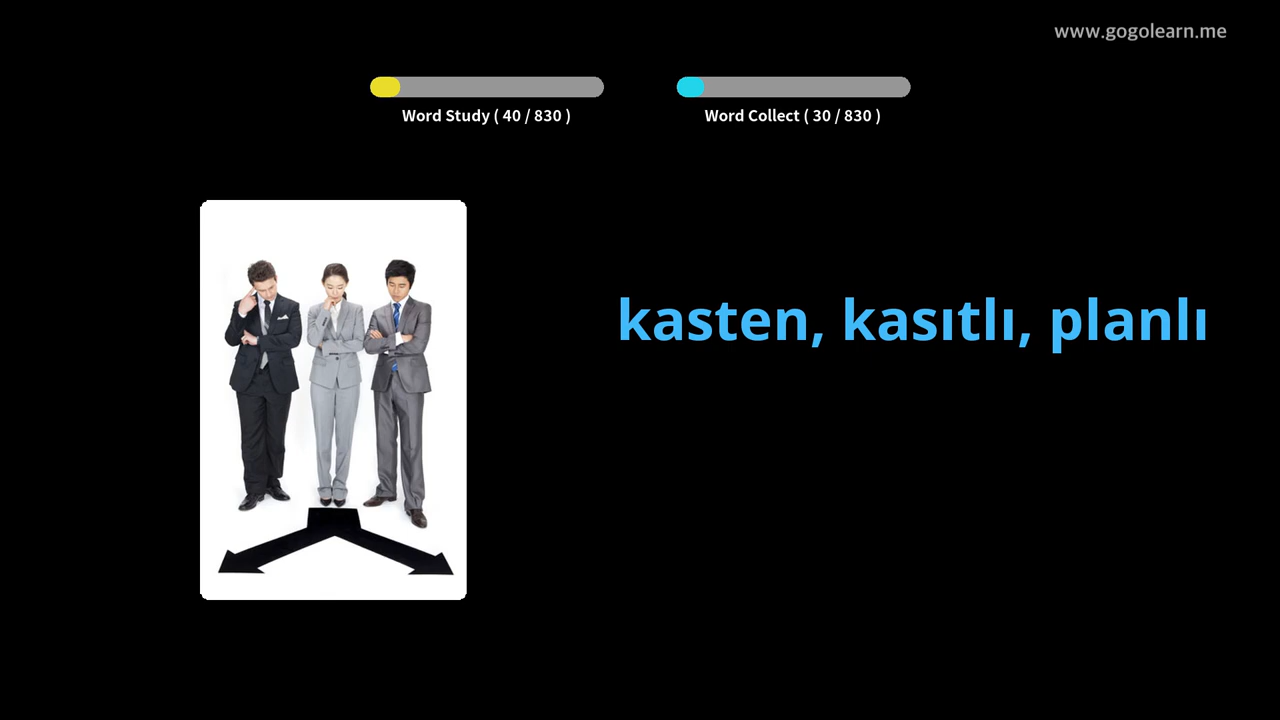 www.gogolearn.me
Word Study ( 40 / 830 )
Word Collect ( 30 / 830 )
kasten, kasıtlı, planlı